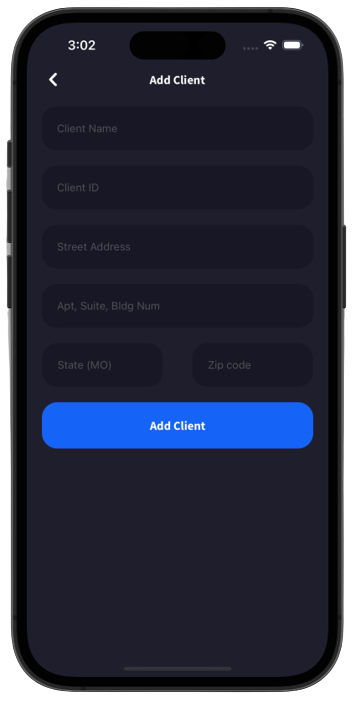 3:02
Add Client
Client Name
Client ID
Street Address
Apt, Suite, Bldg Num
State (MO) Zip code
Add Client